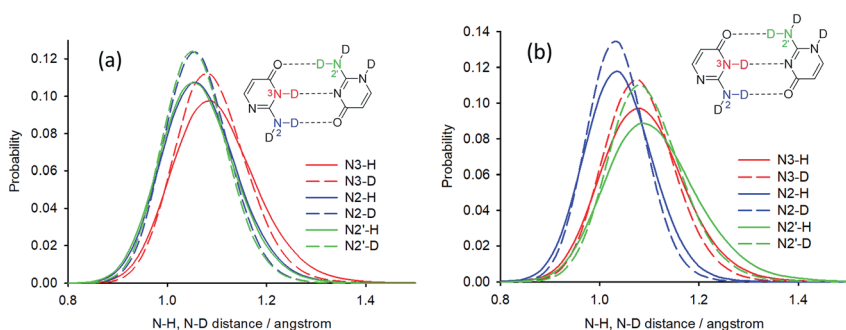 (a)
0.12
0.10
0.08
0.06
0.04
0.02
0.00
Probability
0.8
1.0
1.2
1.4
N-H, N-D distance / angstrom
N3-H
N3-D
N2-H
N2-D
N2'-H
N2'-D
O
D-N
2'
D
D
N
3
N-D
N
N
N-D
2
D
O
(b)
0.14
0.12
0.10
0.08
0.06
0.04
0.02
0.00
Probability
0.8
1.0
1.2
1.4
N-H, N-D distance / angstrom
N3-H
N3-D
N2-H
N2-D
N2'-H
N2'-D
O
D-N
2'
D
D
N
3
N-D
N
N
N-D
2
D
O